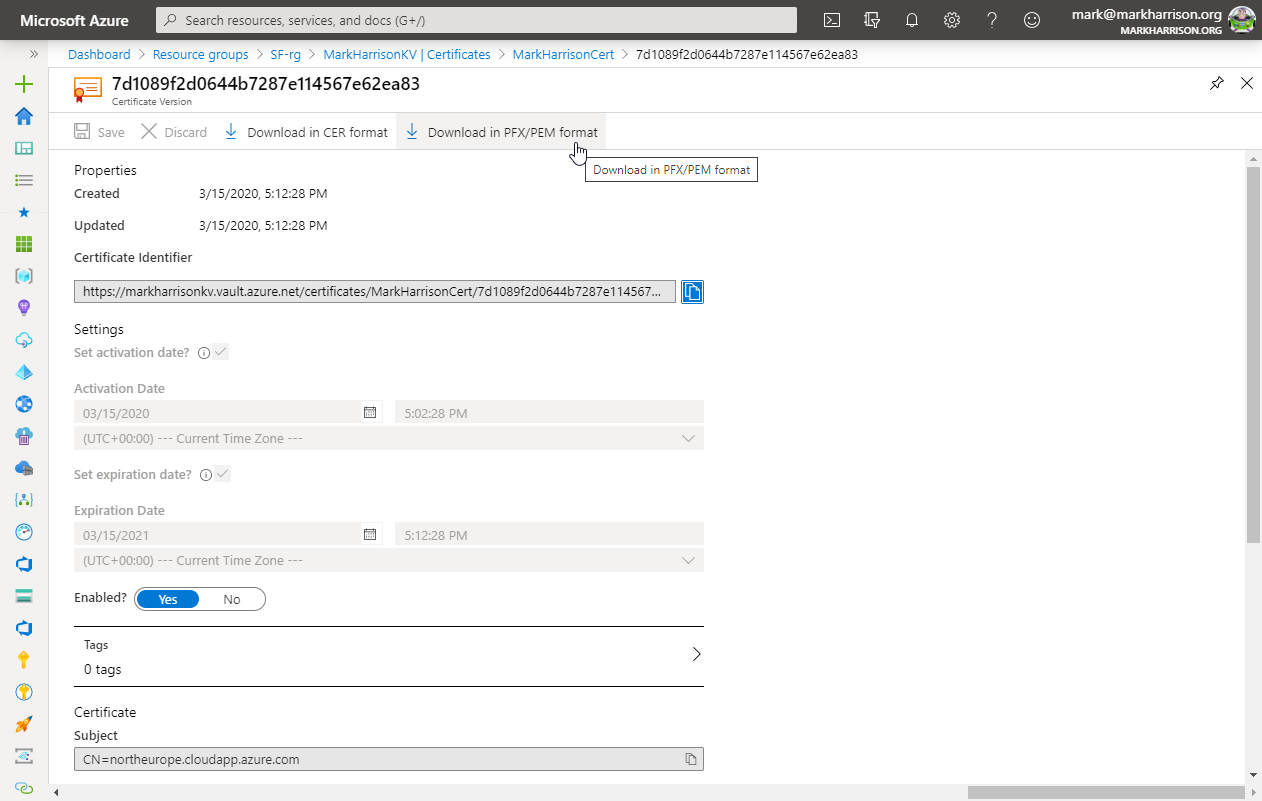 Microsoft Azure
Search resources, services, and docs (G+/)
mark@markharrison.org
MARKHARRISON.ORG
» Dashboard > Resource groups > SF-rg > MarkHarrisonKV | Certificates > MarkHarrisonCert > 7d1089f2d0644b7287e114567e62ea83
7d1089f2d0644b7287e114567e62ea83
Certificate Version
Save Discard Download in CER format Download in PFX/PEM format
Download in PFX/PEM format
Properties
Created 3/15/2020, 5:12:28 PM
Updated 3/15/2020, 5:12:28 PM
Certificate Identifier
https://markharrisonkv.vault.azure.net/certificates/MarkHarrisonCert/7d1089f2d0644b7287e114567...
Settings
Set activation date?
Activation Date
03/15/2020 5:02:28 PM
(UTC+00:00) --- Current Time Zone ---
Set expiration date?
Expiration Date
03/15/2021 5:12:28 PM
(UTC+00:00) --- Current Time Zone ---
Enabled? Yes No
Tags
0 tags
Certificate
Subject
CN=northeurope.cloudapp.azure.com